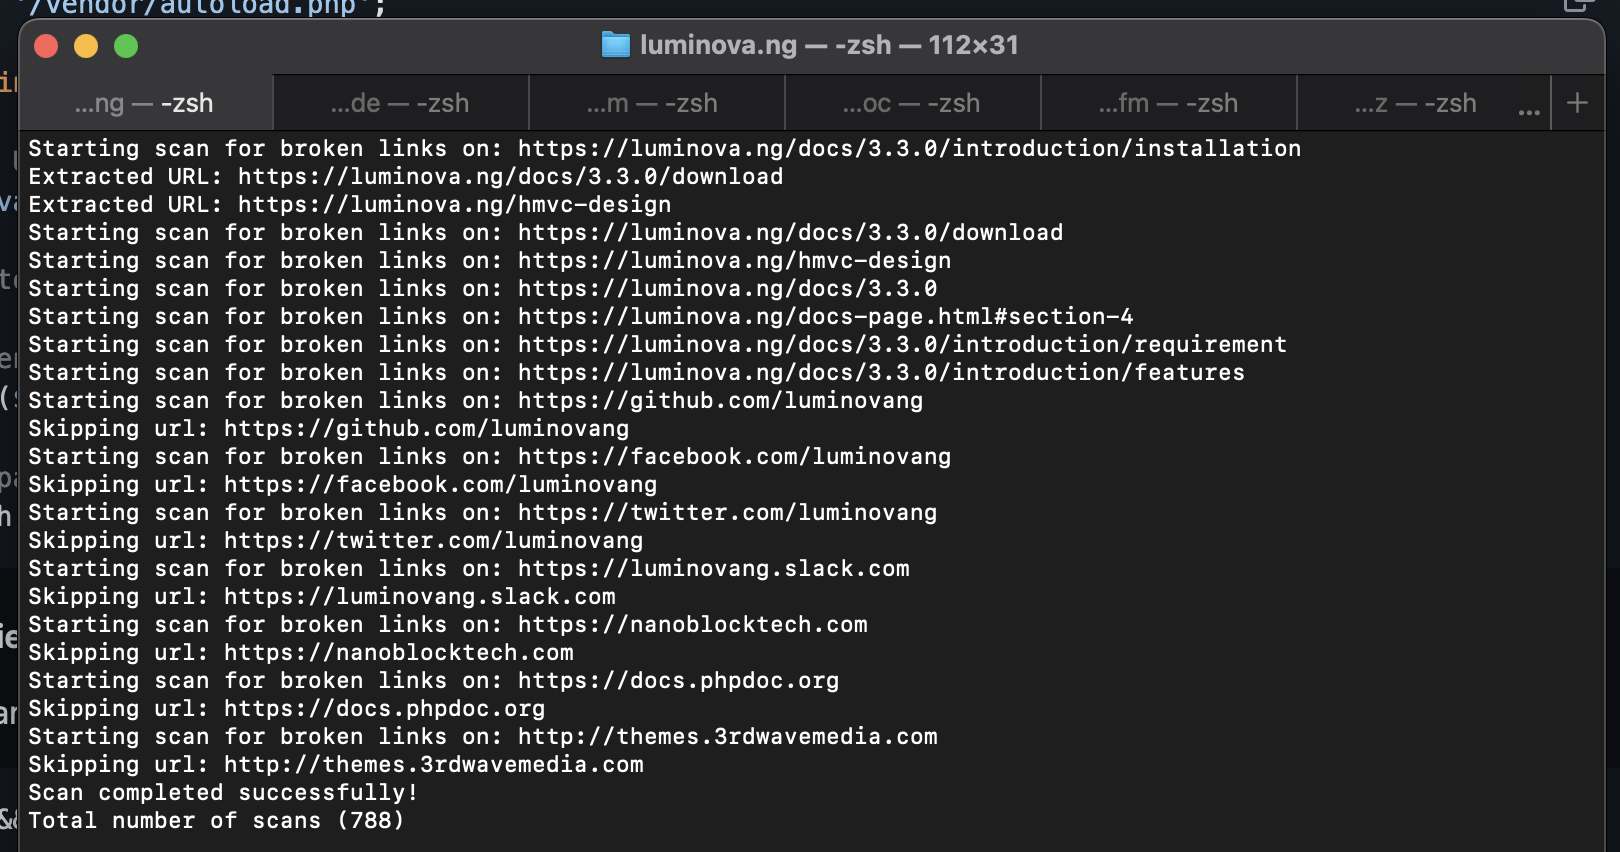 /vendor/autoload.php';
luminova.ng — -zsh — 112×31
...ng — -zsh ...de — -zsh ...m — -zsh ...oc — -zsh ...fm — -zsh ...z — -zsh ... +
Starting scan for broken links on: https://luminova.ng/docs/3.3.0/introduction/installation
Extracted URL: https://luminova.ng/docs/3.3.0/download
Extracted URL: https://luminova.ng/hmvc-design
Starting scan for broken links on: https://luminova.ng/docs/3.3.0/download
Starting scan for broken links on: https://luminova.ng/hmvc-design
Starting scan for broken links on: https://luminova.ng/docs/3.3.0
Starting scan for broken links on: https://luminova.ng/docs-page.html#section-4
Starting scan for broken links on: https://luminova.ng/docs/3.3.0/introduction/requirement
Starting scan for broken links on: https://luminova.ng/docs/3.3.0/introduction/features
Starting scan for broken links on: https://github.com/luminovang
Skipping url: https://github.com/luminovang
Starting scan for broken links on: https://facebook.com/luminovang
Skipping url: https://facebook.com/luminovang
Starting scan for broken links on: https://twitter.com/luminovang
Skipping url: https://twitter.com/luminovang
Starting scan for broken links on: https://luminovang.slack.com
Skipping url: https://luminovang.slack.com
Starting scan for broken links on: https://nanoblocktech.com
Skipping url: https://nanoblocktech.com
Starting scan for broken links on: https://docs.phpdoc.org
Skipping url: https://docs.phpdoc.org
Starting scan for broken links on: http://themes.3rdwavemedia.com
Skipping url: http://themes.3rdwavemedia.com
Scan completed successfully!
Total number of scans (788)